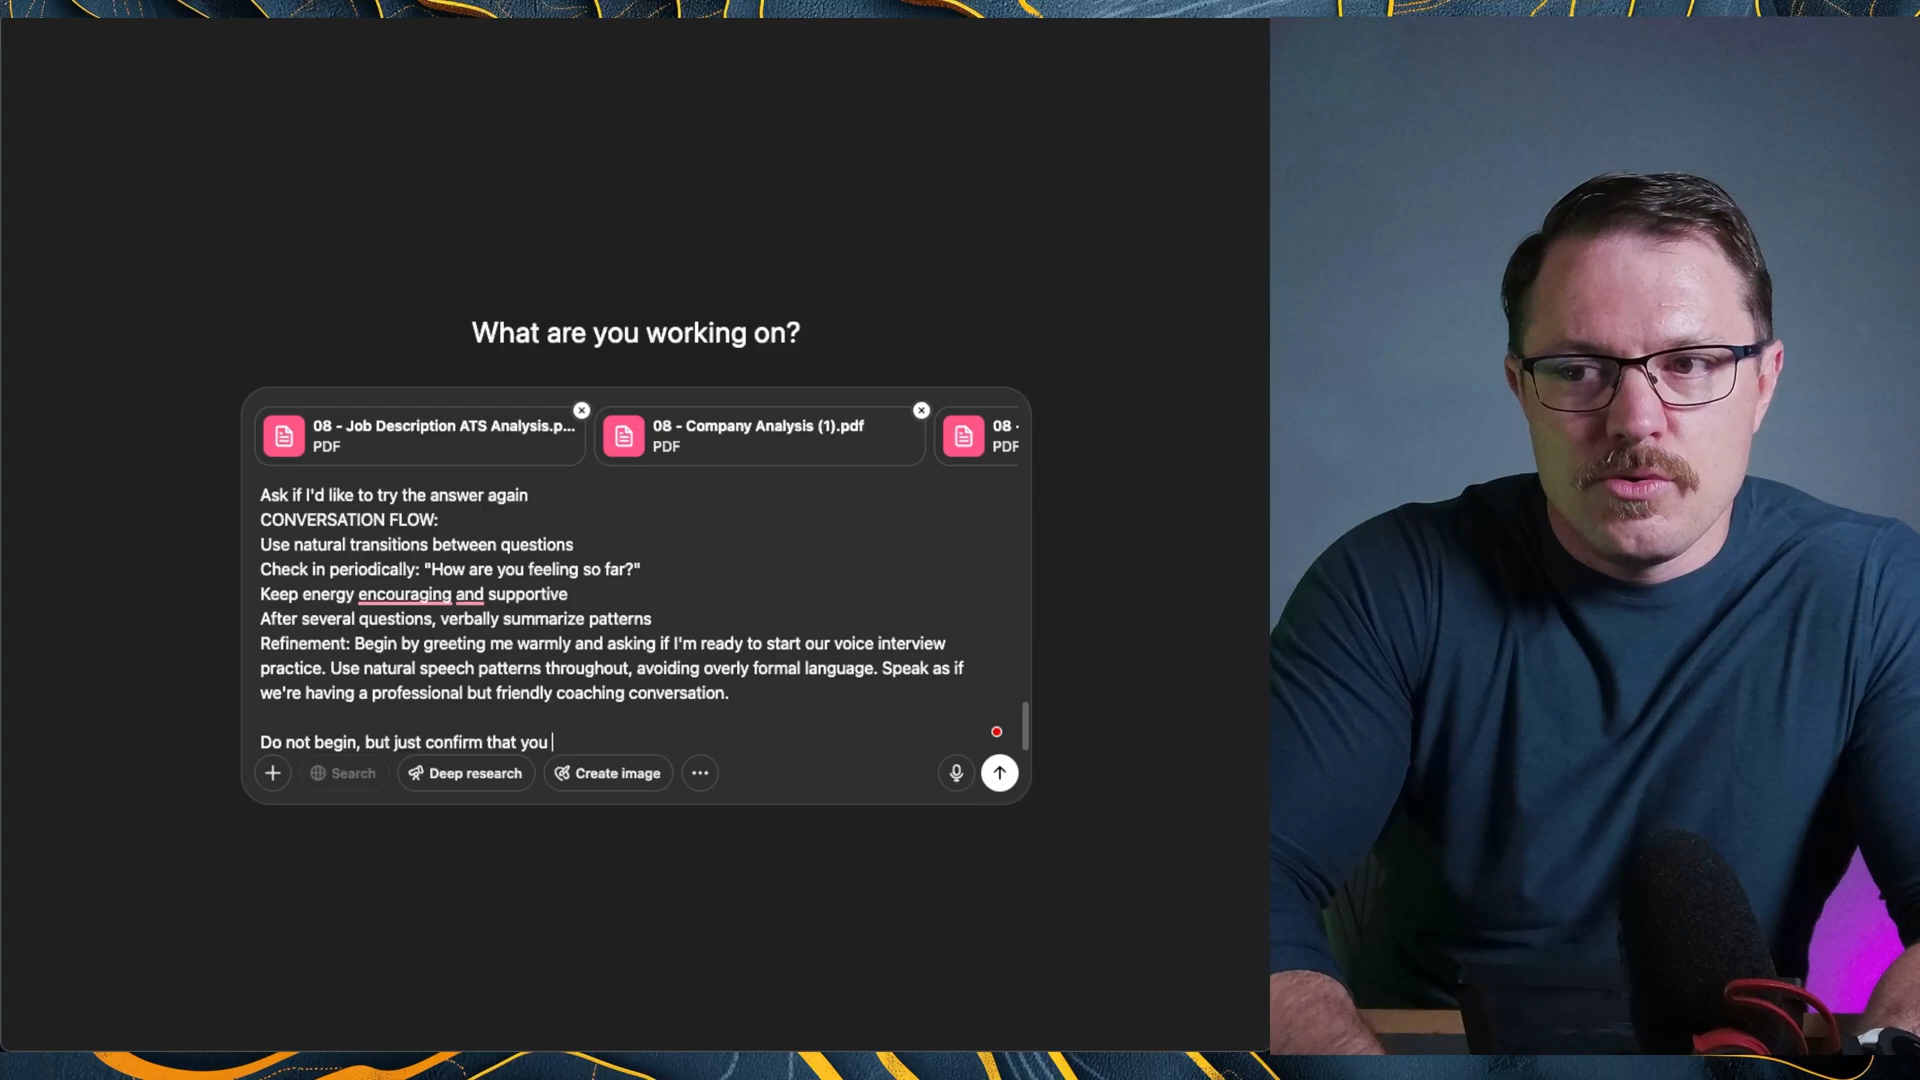 What are you working on?
08 - Job Description ATS Analysis.p...
PDF
08 - Company Analysis (1).pdf
PDF
08 -
PDF
Ask if I'd like to try the answer again
CONVERSATION FLOW:
Use natural transitions between questions
Check in periodically: "How are you feeling so far?"
Keep energy encouraging and supportive
After several questions, verbally summarize patterns
Refinement: Begin by greeting me warmly and asking if I'm ready to start our voice interview
practice. Use natural speech patterns throughout, avoiding overly formal language. Speak as if
we're having a professional but friendly coaching conversation.
Do not begin, but just confirm that you
Search
Deep research
Create image